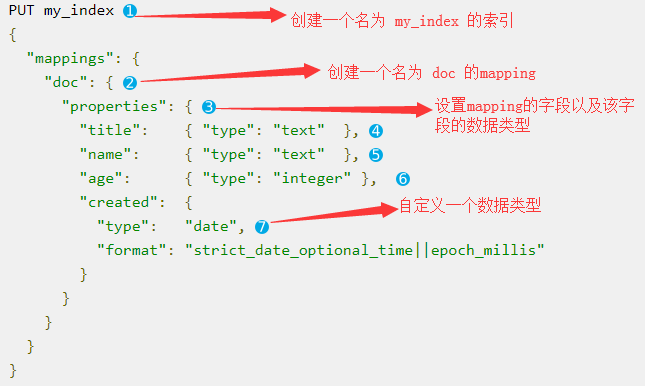 PUT my_index ❶ 创建一个名为 my_index 的索引
{
"mappings": {
"doc": { ❷ 创建一个名为 doc 的mapping
"properties": { ❸ 设置mapping的字段以及该字
段的数据类型
"title": { "type": "text" }, ❹
"name": { "type": "text" }, ❺
"age": { "type": "integer" }, ❻
"created": {
"type": "date", ❼ 自定义一个数据类型
"format": "strict_date_optional_time||epoch_millis"
}
}
}
}
}